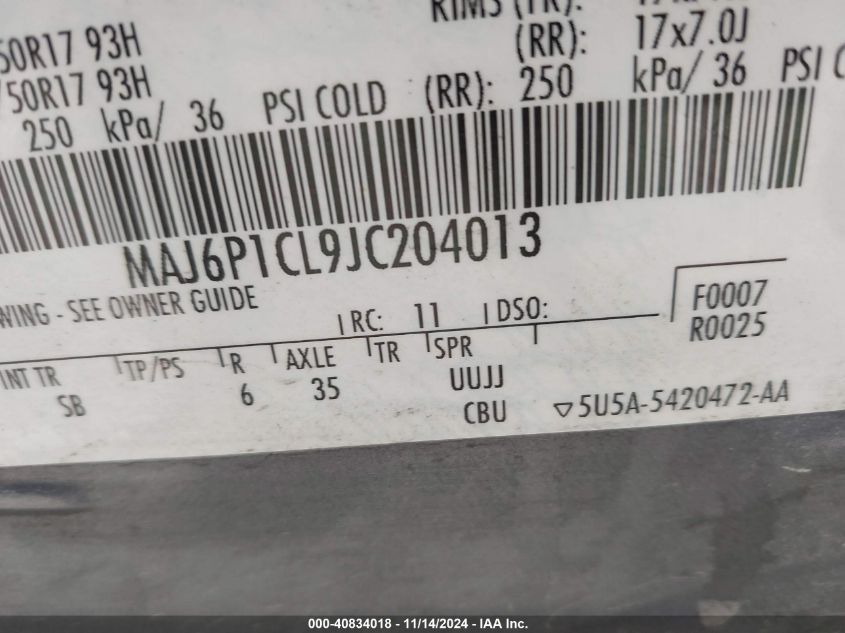 RIMS (FR):
50R17 93H (RR): 17x7.0J
50R17 93H
250 kPa/ 36 PSI COLD (RR): 250 kPa/ 36 PSI
MAJ6P1CL9JC204013
SEE OWNER GUIDE
RC: 11 DSO: F0007
R0025
INT TR TP/PS R AXLE TR SPR
SB 6 35 UUJJ
CBU ▽5U5A-5420472-AA
000-40834018 - 11/14/2024 - IAA Inc.